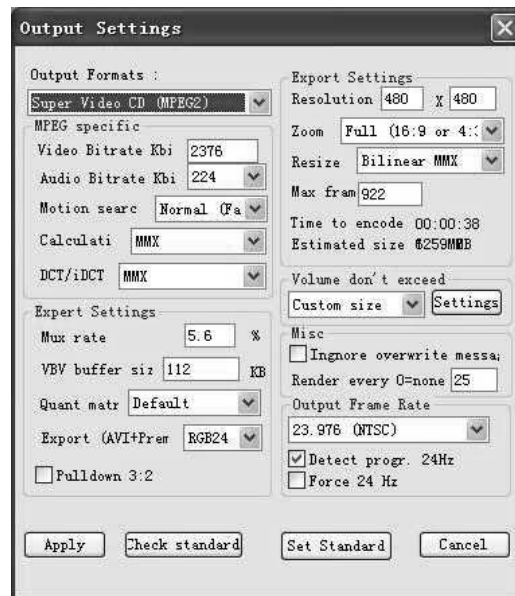 Output Settings
Output Formats :
Super Video CD (MPEG2)
MPEG specific
Video Bitrate Kbi 2376
Audio Bitrate Kbi 224
Motion searc Normal (Fa
Calculati MMX
DCT/iDCT MMX
Expert Settings
Mux rate 5.6 %
VBV buffer siz 112 KB
Quant matr Default
Export (AVI+Prem RGB24
Pulldown 3:2
Export Settings
Resolution 480 X 480
Zoom Full (16:9 or 4:3
Resize Bilinear MMX
Max fram 922
Time to encode 00:00:38
Estimated size
Volume don't exceed
Custom size Settings
Misc
Ingnore overwrite messa
Render every 0=none 25
Output Frame Rate
23.976 (NTSC)
Detect progr. 24Hz
Force 24 Hz
Apply Check standard Set Standard Cancel